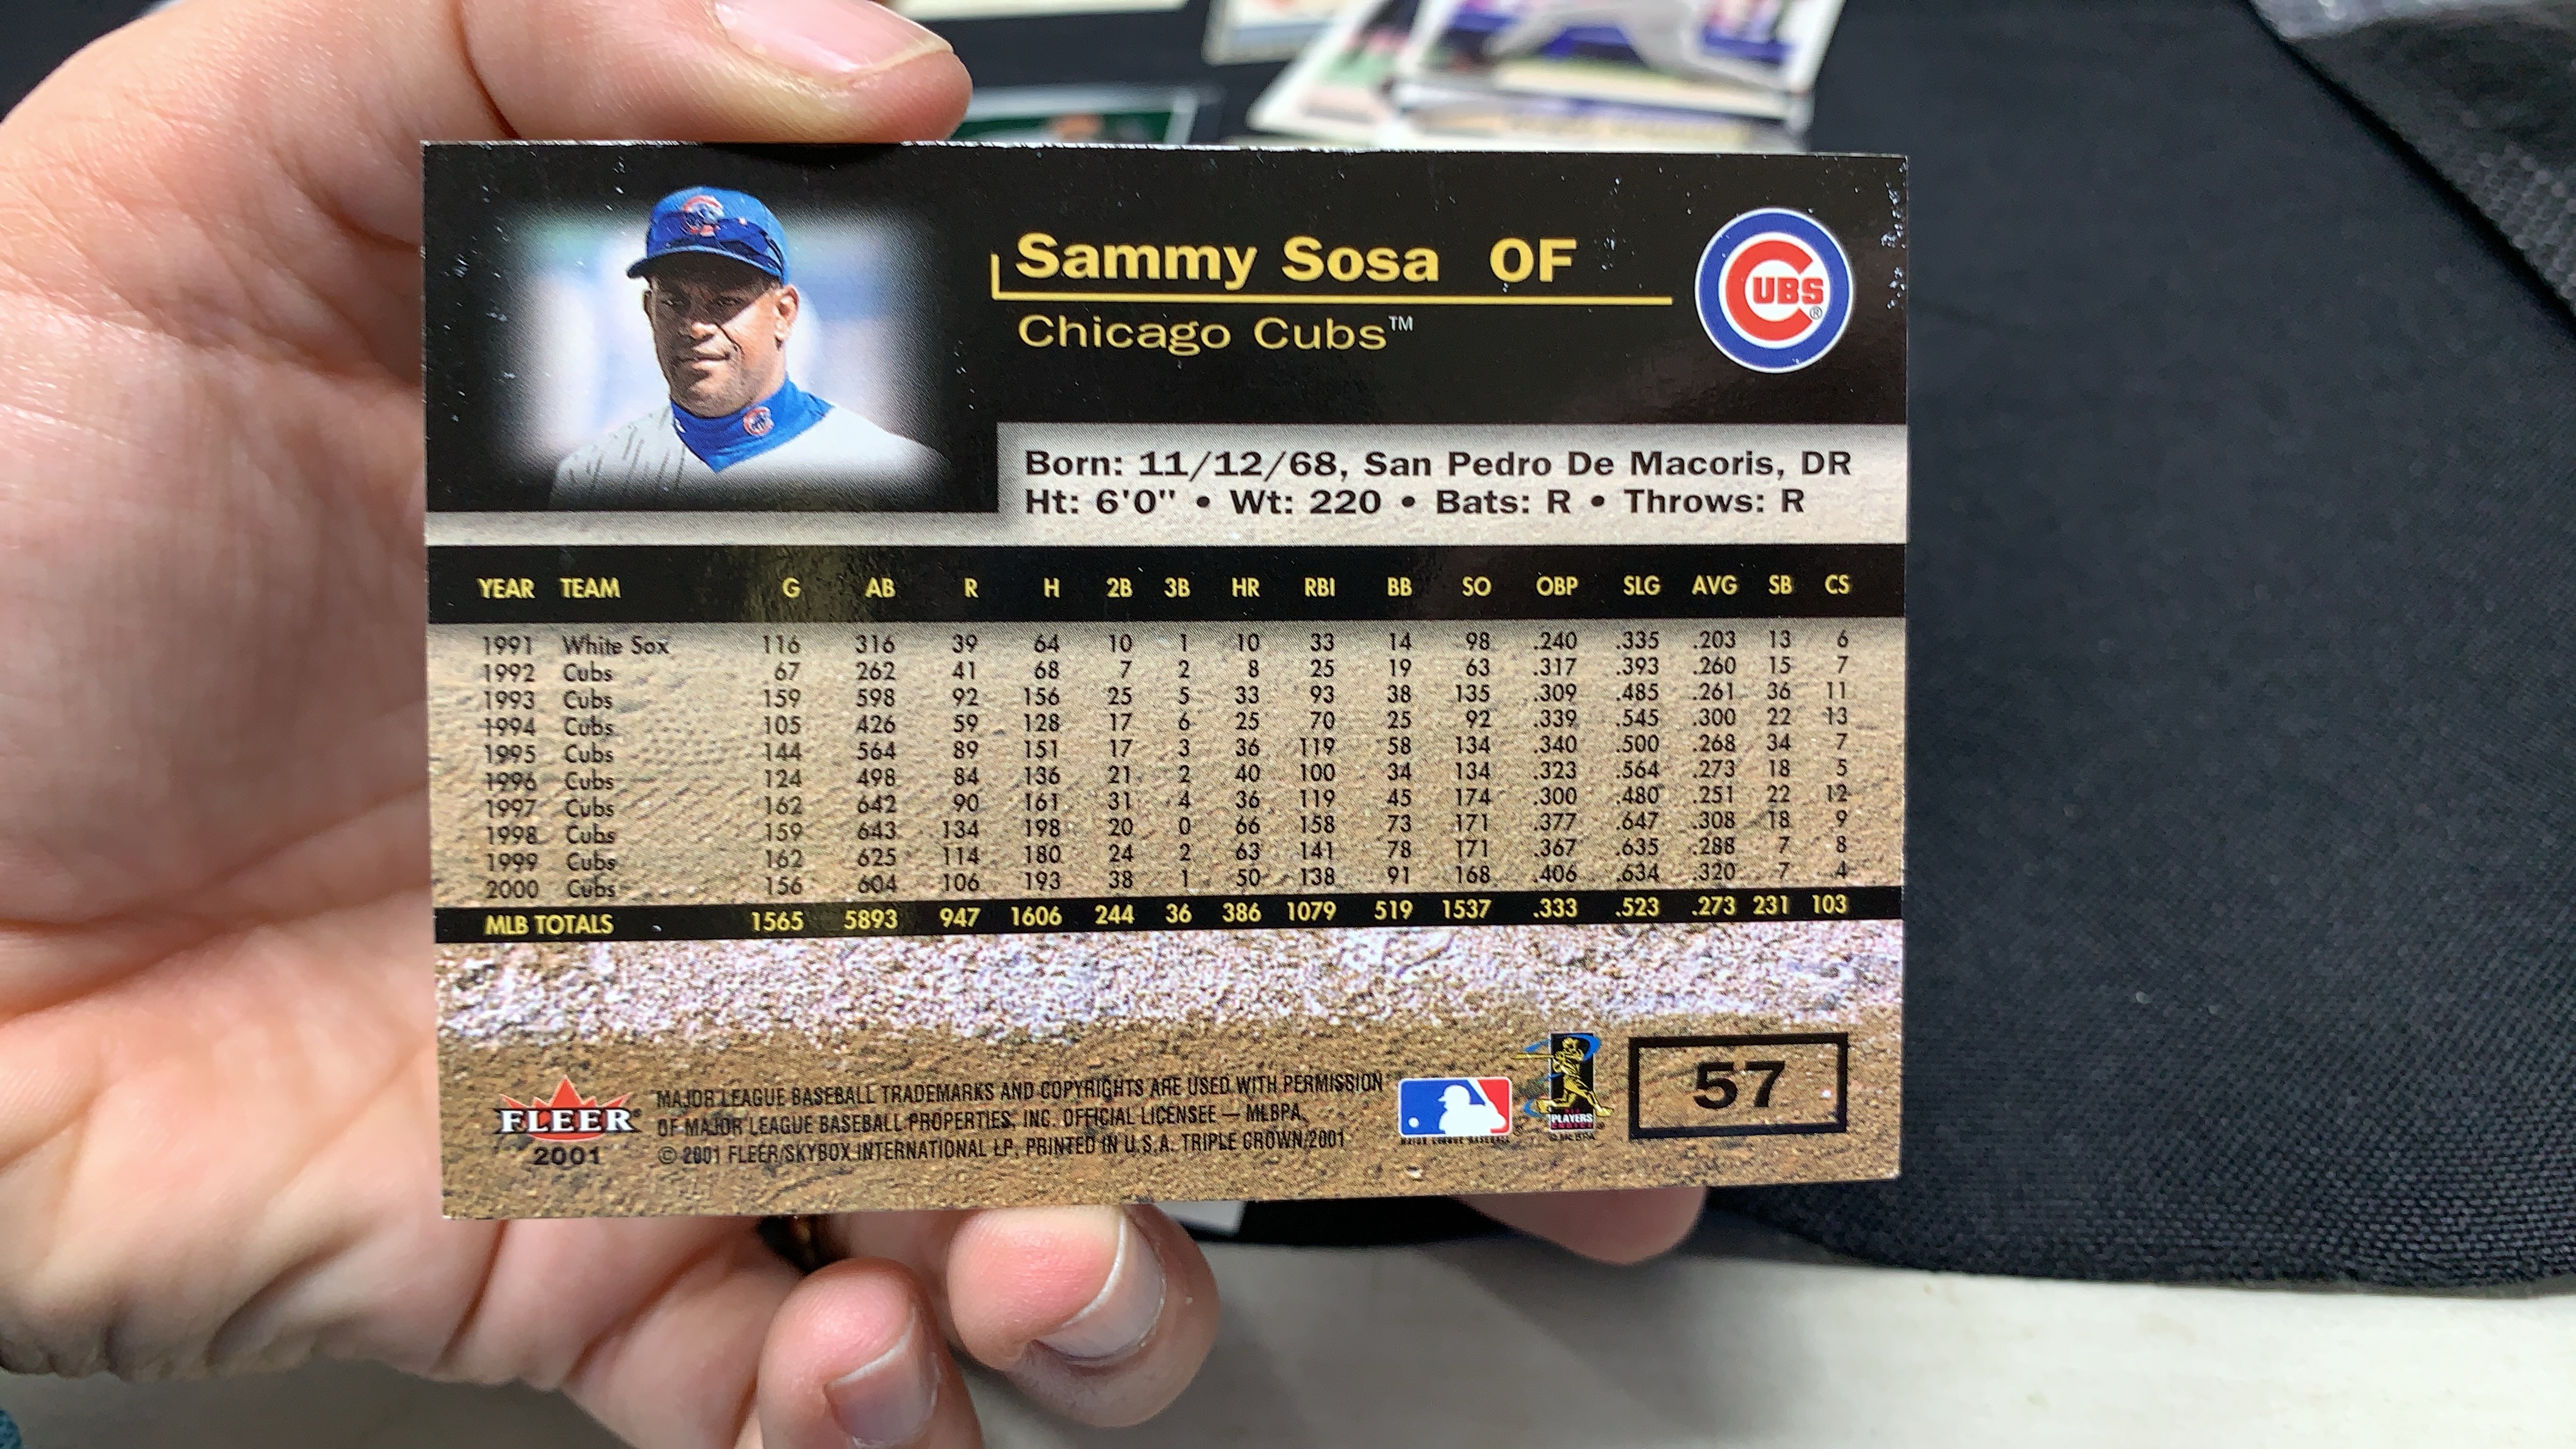 Sammy Sosa OF
Chicago Cubs™
CUBS®
Born: 11/12/68, San Pedro De Macoris, DR
Ht: 6'0" • Wt: 220 • Bats: R • Throws: R
YEAR TEAM G AB R H 2B 3B HR RBI BB SO OBP SLG AVG SB CS
1991 White Sox 116 316 39 64 10 1 10 33 14 98 .240 .335 .203 13 6
1992 Cubs 67 262 41 68 7 2 8 25 19 63 .317 .393 .260 15 7
1993 Cubs 159 598 92 156 25 5 33 93 38 135 .309 .485 .261 36 11
1994 Cubs 105 426 59 128 17 6 25 70 25 92 .339 .545 .300 22 13
1995 Cubs 144 564 89 151 17 3 36 119 58 134 .340 .500 .268 34 7
1996 Cubs 124 498 84 136 21 2 40 100 34 134 .323 .564 .273 18 5
1997 Cubs 162 642 90 161 31 4 36 119 45 174 .300 .480 .251 22 12
1998 Cubs 159 643 134 198 20 0 66 158 73 171 .377 .647 .308 18 9
1999 Cubs 162 625 114 180 24 2 63 141 78 171 .367 .635 .288 7 8
2000 Cubs 156 604 106 193 38 1 50 138 91 168 .406 .634 .320 7 4
MLB TOTALS 1565 5893 947 1606 244 36 386 1079 519 1537 .333 .523 .273 231 103
FLEER®
2001
MAJOR LEAGUE BASEBALL TRADEMARKS AND COPYRIGHTS ARE USED WITH PERMISSION
OF MAJOR LEAGUE BASEBALL PROPERTIES, INC. OFFICIAL LICENSEE — MLBPA.
© 2001 FLEER/SKYBOX INTERNATIONAL LP. PRINTED IN U.S.A. TRIPLE CROWN/2001
MAJOR LEAGUE BASEBALL
PLAYERS
CHOICE
57